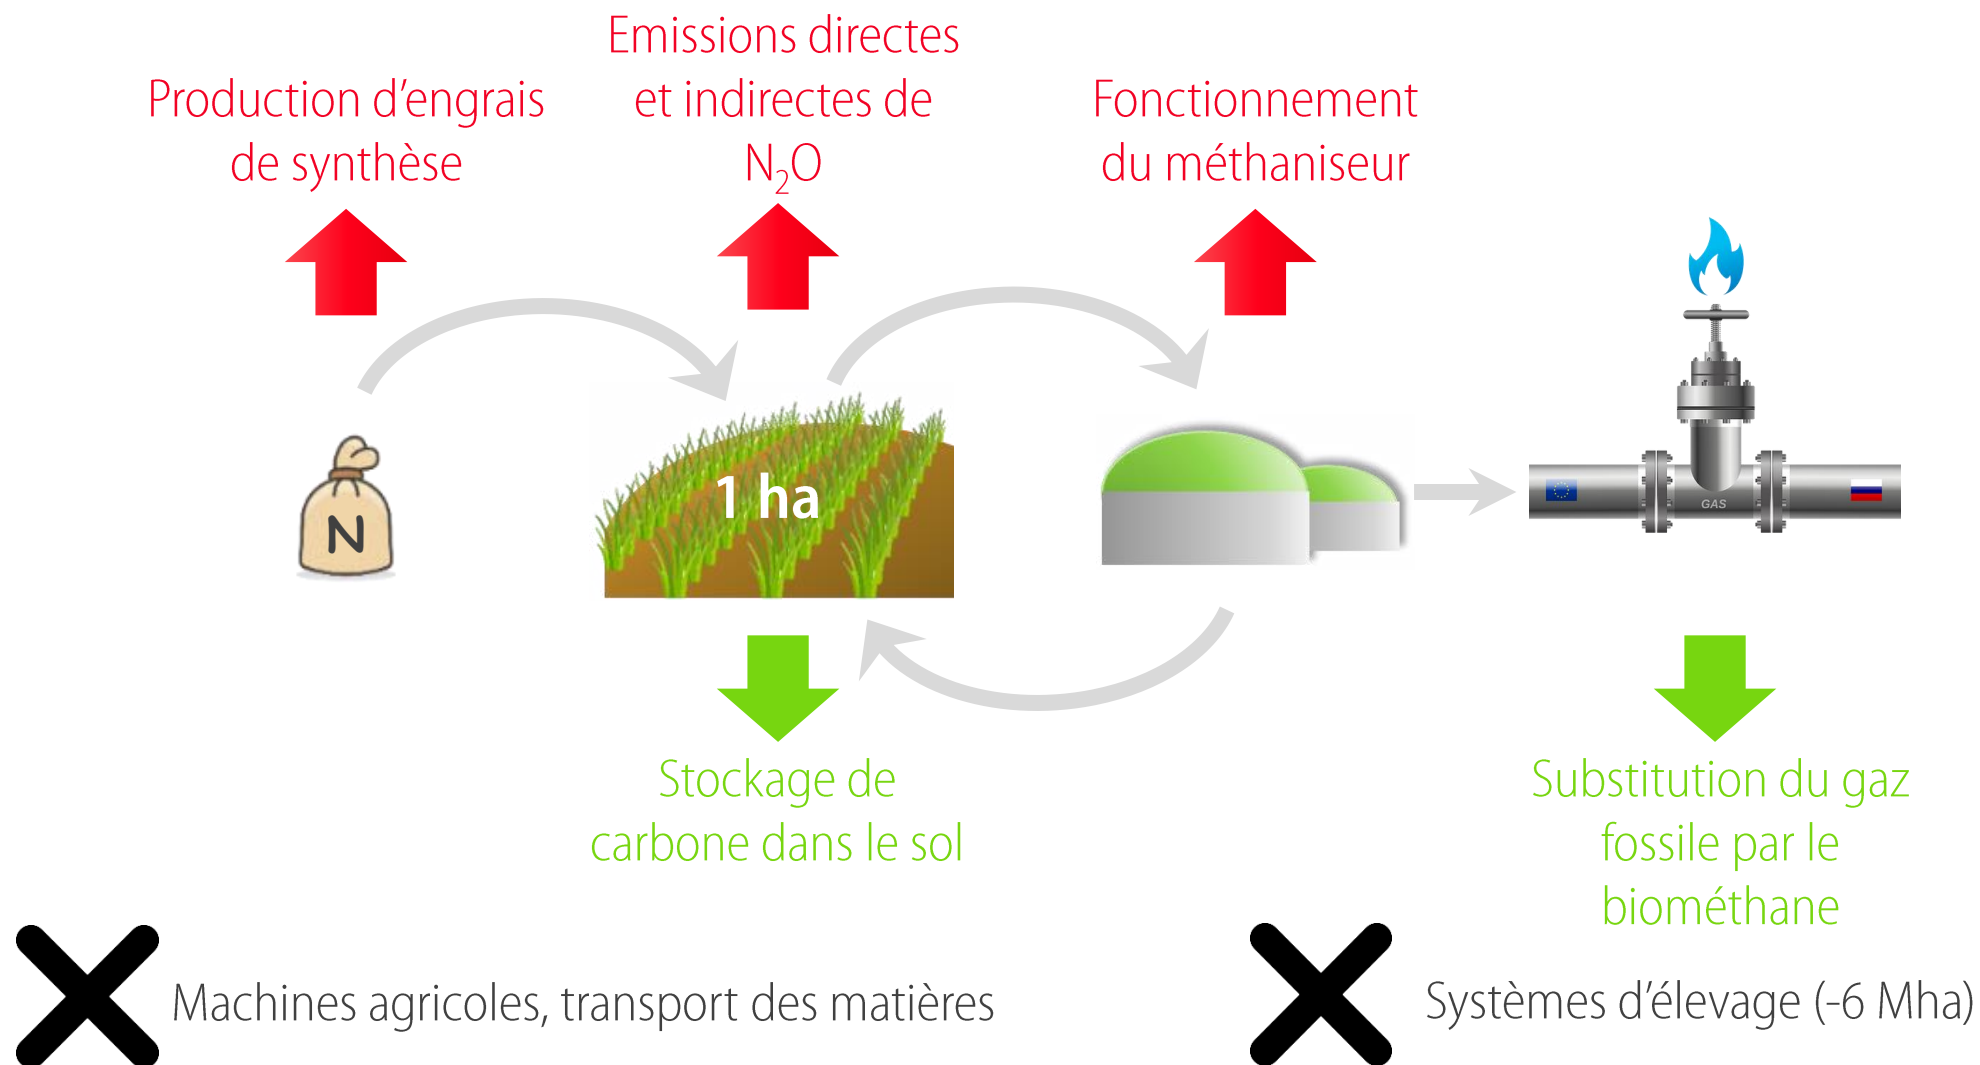 Production d’engrais
de synthèse
Emissions directes
et indirectes de
N₂O
Fonctionnement
du méthaniseur
N
1 ha
GAS
Stockage de
carbone dans le sol
Substitution du gaz
fossile par le
biométhane
Machines agricoles, transport des matières
Systèmes d’élevage (-6 Mha)